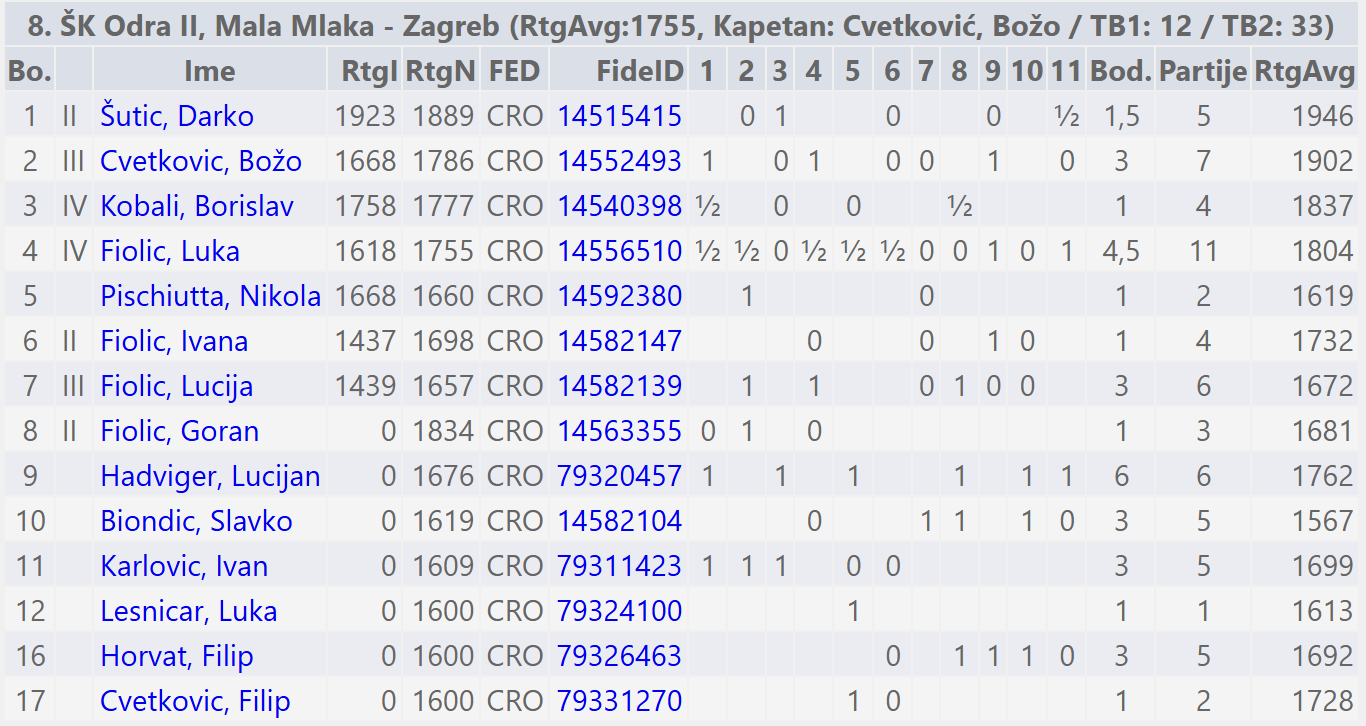 8. ŠK Odra II, Mala Mlaka - Zagreb (RtgAvg:1755, Kapetan: Cvetković, Božo / TB1: 12 / TB2: 33)
Bo. Ime RtgI RtgN FED FideID 1 2 3 4 5 6 7 8 9 10 11 Bod. Partije RtgAvg
1 II Šutic, Darko 1923 1889 CRO 14515415 0 1 0 0 ½ 1,5 5 1946
2 III Cvetkovic, Božo 1668 1786 CRO 14552493 1 0 1 0 0 1 0 3 7 1902
3 IV Kobali, Borislav 1758 1777 CRO 14540398 ½ 0 0 ½ 1 4 1837
4 IV Fiolic, Luka 1618 1755 CRO 14556510 ½ ½ 0 ½ ½ ½ 0 0 1 0 1 4,5 11 1804
5 Pischiutta, Nikola 1668 1660 CRO 14592380 1 0 1 2 1619
6 II Fiolic, Ivana 1437 1698 CRO 14582147 0 0 1 0 1 4 1732
7 III Fiolic, Lucija 1439 1657 CRO 14582139 1 1 0 1 0 0 3 6 1672
8 II Fiolic, Goran 0 1834 CRO 14563355 0 1 0 1 3 1681
9 Hadviger, Lucijan 0 1676 CRO 79320457 1 1 1 1 1 1 6 6 1762
10 Biondic, Slavko 0 1619 CRO 14582104 0 1 1 1 0 3 5 1567
11 Karlovic, Ivan 0 1609 CRO 79311423 1 1 1 0 0 3 5 1699
12 Lesnicar, Luka 0 1600 CRO 79324100 1 1 1 1613
16 Horvat, Filip 0 1600 CRO 79326463 0 1 1 1 0 3 5 1692
17 Cvetkovic, Filip 0 1600 CRO 79331270 1 0 1 2 1728